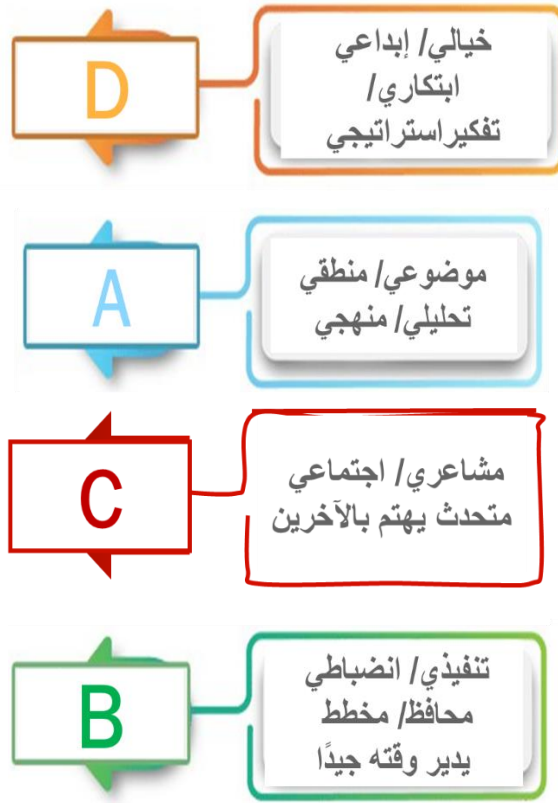 D
خيالي/ إبداعي
ابتكاري/
تفكيراستراتيجي
A
موضوعي/ منطقي
تحليلي/ منهجي
C
مشاعري/ اجتماعي
متحدث يهتم بالآخرين
B
تنفيذي/ انضباطي
محافظ/ مخطط
يدير وقته جيدًا